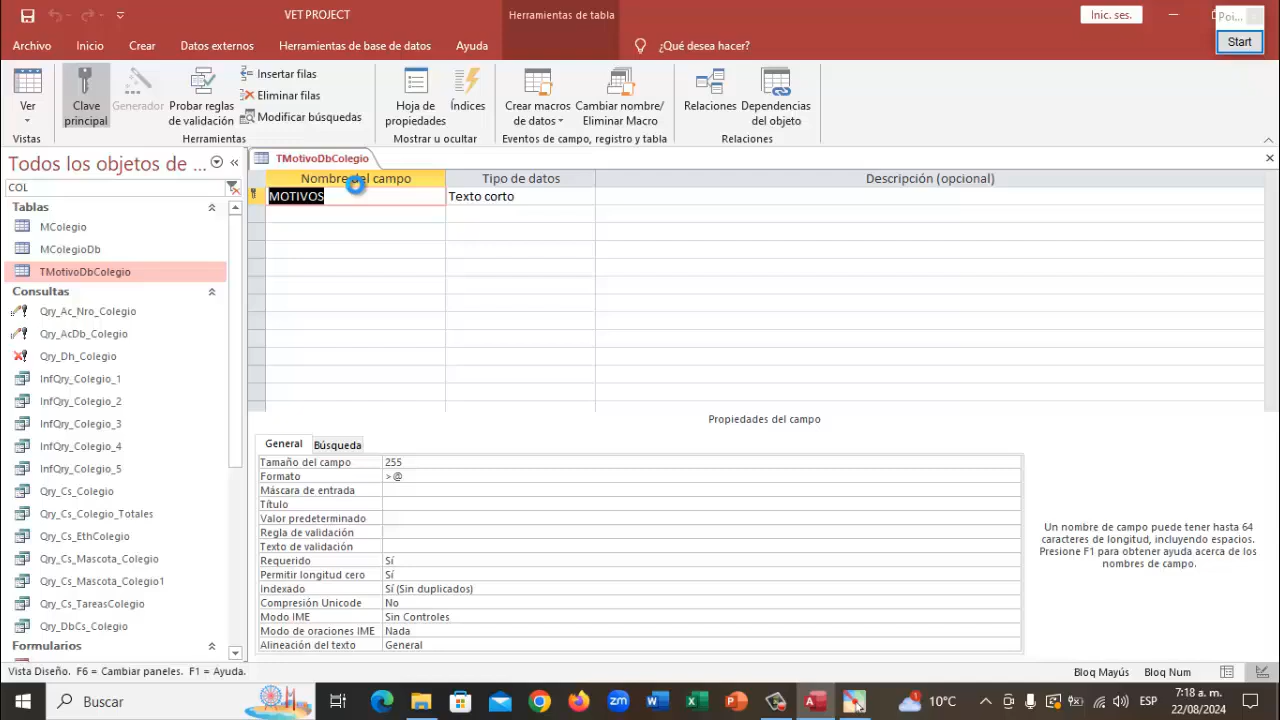 VET PROJECT
Herramientas de tabla
Inic. ses.
Poi...
Start
Archivo
Inicio
Crear
Datos externos
Herramientas de base de datos
Ayuda
¿Qué desea hacer?
Ver
Vistas
Clave principal
Generador
Probar reglas de validación
Insertar filas
Eliminar filas
Modificar búsquedas
Herramientas
Hoja de propiedades
Índices
Mostrar u ocultar
Crear macros de datos
Cambiar nombre/ Eliminar Macro
Eventos de campo, registro y tabla
Relaciones
Dependencias del objeto
Relaciones
Todos los objetos de ...
COL
Tablas
MColegio
MColegioDb
TMotivoDbColegio
Consultas
Qry_Ac_Nro_Colegio
Qry_AcDb_Colegio
Qry_Dh_Colegio
InfQry_Colegio_1
InfQry_Colegio_2
InfQry_Colegio_3
InfQry_Colegio_4
InfQry_Colegio_5
Qry_Cs_Colegio
Qry_Cs_Colegio_Totales
Qry_Cs_EthColegio
Qry_Cs_Mascota_Colegio
Qry_Cs_Mascota_Colegio1
Qry_Cs_TareasColegio
Qry_DbCs_Colegio
Formularios
TMotivoDbColegio
Nombre del campo
Tipo de datos
Descripción (opcional)
MOTIVOS
Texto corto
Propiedades del campo
General
Búsqueda
Tamaño del campo 255
Formato >@
Máscara de entrada
Título
Valor predeterminado
Regla de validación
Texto de validación
Requerido Sí
Permitir longitud cero Sí
Indexado Sí (Sin duplicados)
Compresión Unicode No
Modo IME Sin Controles
Modo de oraciones IME Nada
Alineación del texto General
Un nombre de campo puede tener hasta 64
caracteres de longitud, incluyendo espacios.
Presione F1 para obtener ayuda acerca de los
nombres de campo.
Vista Diseño. F6 = Cambiar paneles. F1 = Ayuda.
Bloq Mayús
Bloq Num
Buscar
10°C
ESP
7:18 a. m.
22/08/2024